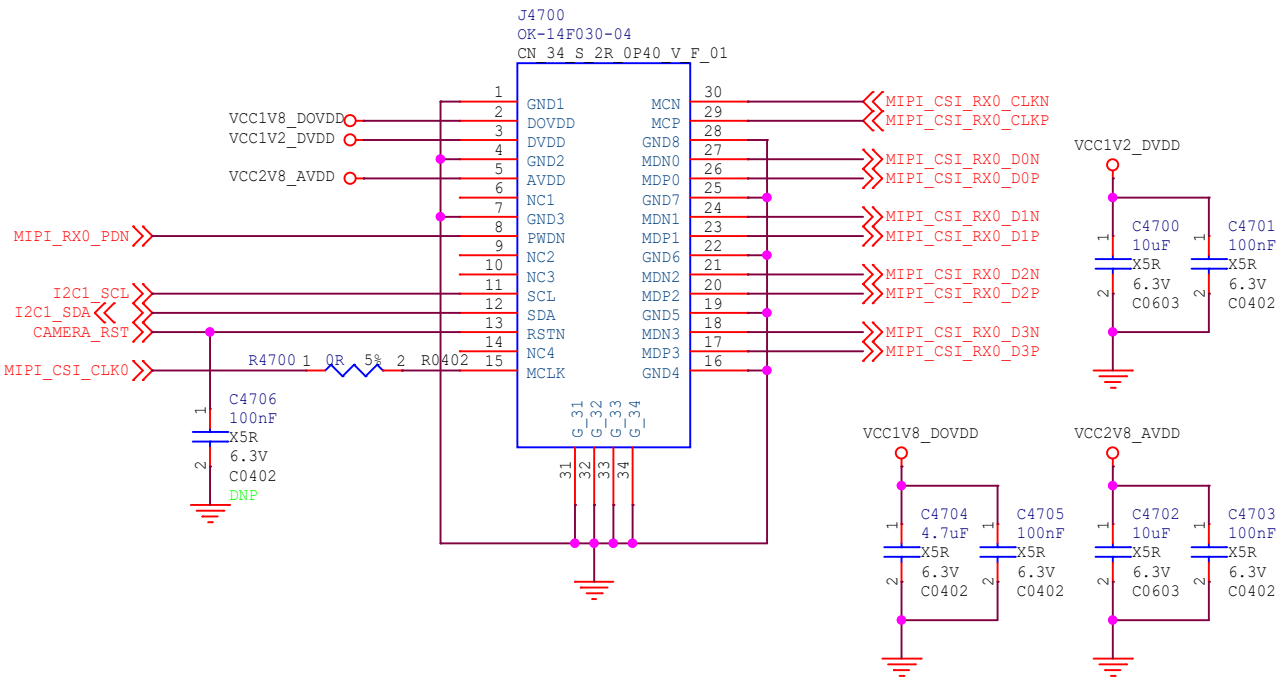 J4700
OK-14F030-04
CN_34_S_2R_0P40_V_F_01
1
GND1
2
DOVDD
3
DVDD
4
GND2
5
AVDD
6
NC1
7
GND3
8
PWDN
9
NC2
10
NC3
11
SCL
12
SDA
13
RSTN
14
NC4
15
MCLK
30
MCN
29
MCP
28
GND8
27
MDN0
26
MDP0
25
GND7
24
MDN1
23
MDP1
22
GND6
21
MDN2
20
MDP2
19
GND5
18
MDN3
17
MDP3
16
GND4
G_31
G_32
G_33
G_34
31
32
33
34
VCC1V8_DOVDD
VCC1V2_DVDD
VCC2V8_AVDD
MIPI_RX0_PDN
I2C1_SCL
I2C1_SDA
CAMERA_RST
MIPI_CSI_CLK0
R4700 1 0R 5% 2 R0402
C4706
100nF
X5R
6.3V
C0402
DNP
1
2
MIPI_CSI_RX0_CLKN
MIPI_CSI_RX0_CLKP
MIPI_CSI_RX0_D0N
MIPI_CSI_RX0_D0P
MIPI_CSI_RX0_D1N
MIPI_CSI_RX0_D1P
MIPI_CSI_RX0_D2N
MIPI_CSI_RX0_D2P
MIPI_CSI_RX0_D3N
MIPI_CSI_RX0_D3P
VCC1V2_DVDD
1
2
C4700
10uF
X5R
6.3V
C0603
1
2
C4701
100nF
X5R
6.3V
C0402
VCC1V8_DOVDD
1
2
C4704
4.7uF
X5R
6.3V
C0402
1
2
C4705
100nF
X5R
6.3V
C0402
VCC2V8_AVDD
1
2
C4702
10uF
X5R
6.3V
C0603
1
2
C4703
100nF
X5R
6.3V
C0402